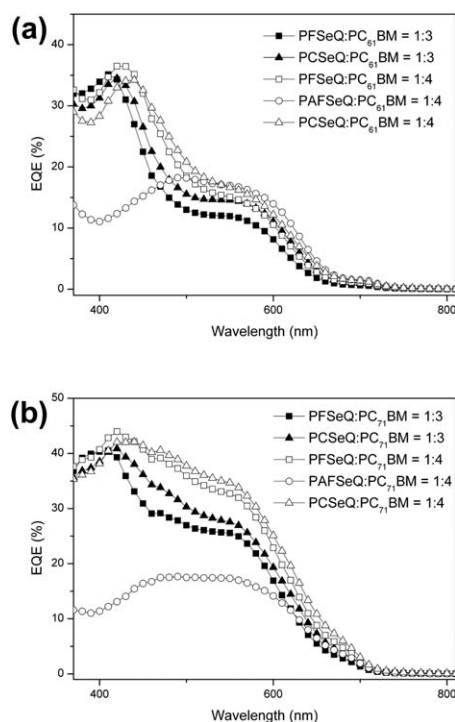 (a)
PFSeQ:PC61BM = 1:3
PCSeQ:PC61BM = 1:3
PFSeQ:PC61BM = 1:4
PAFSeQ:PC61BM = 1:4
PCSeQ:PC61BM = 1:4
EQE (%)
40
30
20
10
0
400
600
800
Wavelength (nm)
(b)
PFSeQ:PC71BM = 1:3
PCSeQ:PC71BM = 1:3
PFSeQ:PC71BM = 1:4
PAFSeQ:PC71BM = 1:4
PCSeQ:PC71BM = 1:4
EQE (%)
50
40
30
20
10
0
400
600
800
Wavelength (nm)